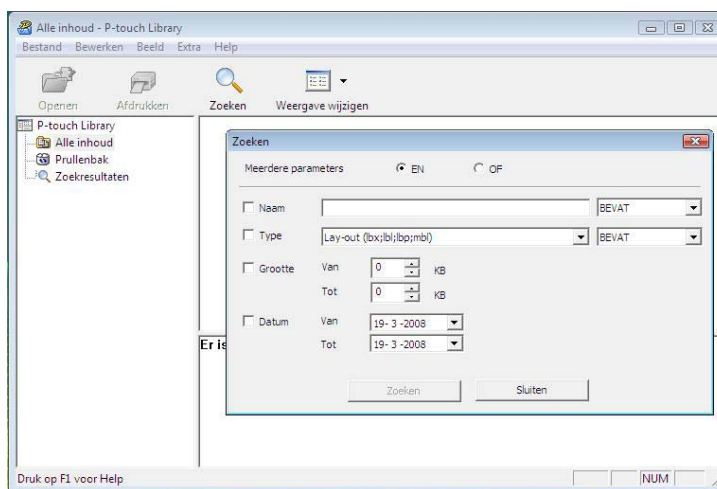 Alle inhoud - P-touch Library
Bestand Bewerken Beeld Extra Help
Openen Afdrukken Zoeken Weergave wijzigen
P-touch Library
Alle inhoud
Prullenbak
Zoekresultaten
Zoeken
Meerdere parameters EN OF
Naam BEVAT
Type Lay-out (lbx;lbl;lbp;mbl) BEVAT
Grootte Van 0 KB
Tot 0 KB
Datum Van 19- 3 -2008
Tot 19- 3 -2008
Er is
Zoeken Sluiten
Druk op F1 voor Help NUM